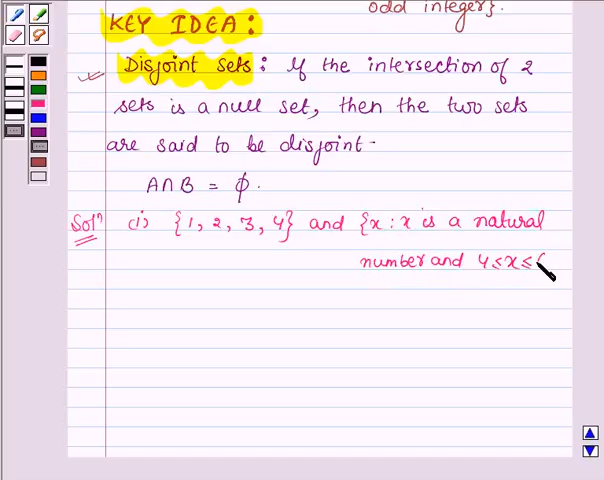 odd integer}.
KEY IDEA:
Disjoint sets: If the intersection of 2
sets is a null set, then the two sets
are said to be disjoint.
A∩B = ϕ.
Solⁿ (i) {1, 2, 3, 4} and {x : x is a natural
number and 4 ≤ x ≤